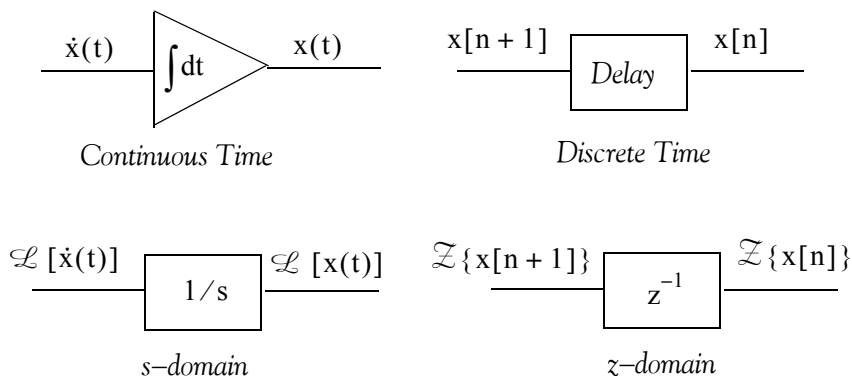 ẋ(t) ∫dt x(t) x[n + 1] Delay x[n]
Continuous Time Discrete Time
ℒ [ẋ(t)] 1/s ℒ [x(t)] 𝒵{x[n + 1]} z⁻¹ 𝒵{x[n]}
s–domain z–domain